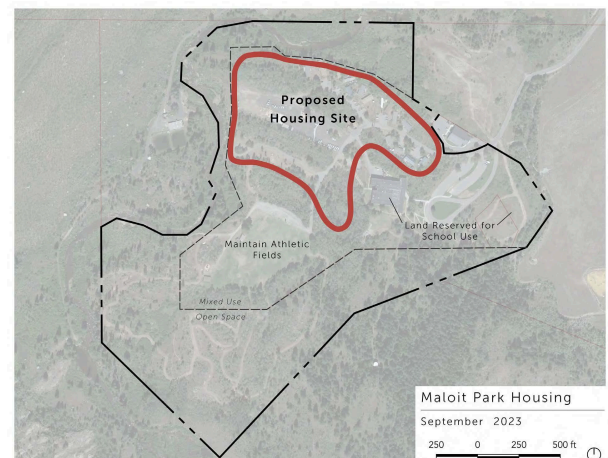 Proposed
Housing Site
Land Reserved for
School Use
Maintain Athletic
Fields
Mixed Use
Open Space
Maloit Park Housing
September 2023
250 0 250 500 ft